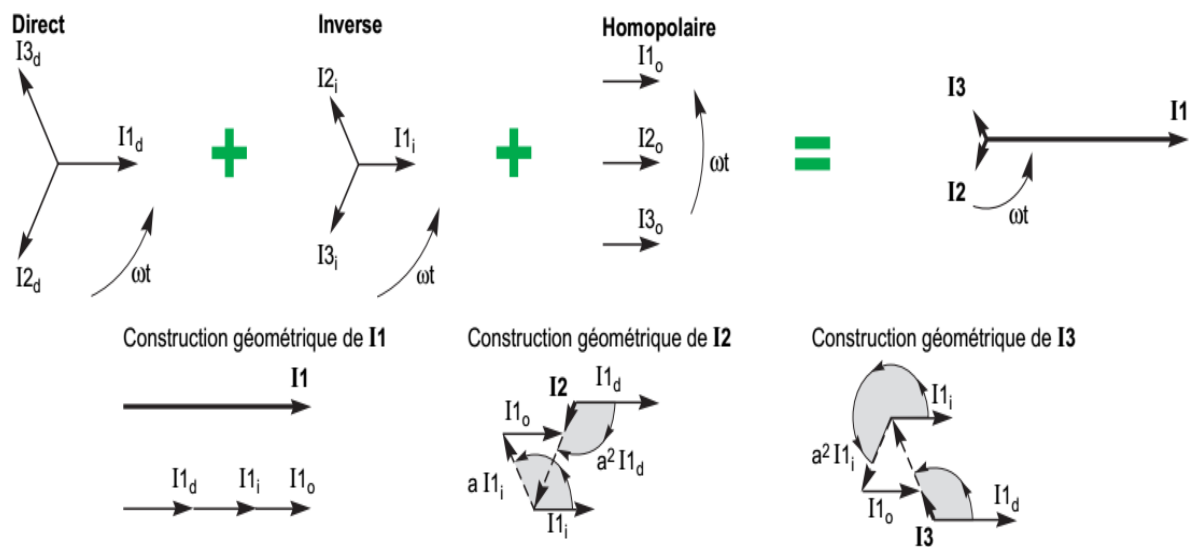 Direct
Inverse
Homopolaire
I3d
I1d
I2d
ωt
I2i
I1i
I3i
ωt
I1o
I2o
I3o
ωt
I3
I1
I2
ωt
Construction géométrique de I1
I1
I1d I1i I1o
Construction géométrique de I2
I2 I1d
I1o
a² I1d
a I1i
I1i
Construction géométrique de I3
I1i
a² I1i
I1o
I1d
I3